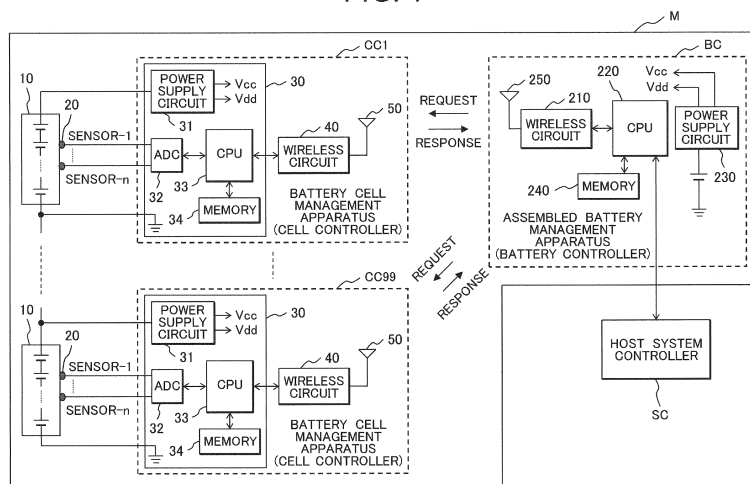 M
CC1
10
POWER
SUPPLY
CIRCUIT
Vcc
Vdd
30
31
20
SENSOR-1
SENSOR-n
ADC
32
CPU
33
34
MEMORY
40
WIRELESS
CIRCUIT
50
BATTERY CELL
MANAGEMENT
APPARATUS
(CELL CONTROLLER)
REQUEST
RESPONSE
BC
250
210
WIRELESS
CIRCUIT
220
CPU
Vcc
Vdd
POWER
SUPPLY
CIRCUIT
230
240
MEMORY
ASSEMBLED BATTERY
MANAGEMENT
APPARATUS
(BATTERY CONTROLLER)
REQUEST
RESPONSE
CC99
10
POWER
SUPPLY
CIRCUIT
Vcc
Vdd
30
31
20
SENSOR-1
SENSOR-n
ADC
32
CPU
33
34
MEMORY
40
WIRELESS
CIRCUIT
50
BATTERY CELL
MANAGEMENT
APPARATUS
(CELL CONTROLLER)
HOST SYSTEM
CONTROLLER
SC